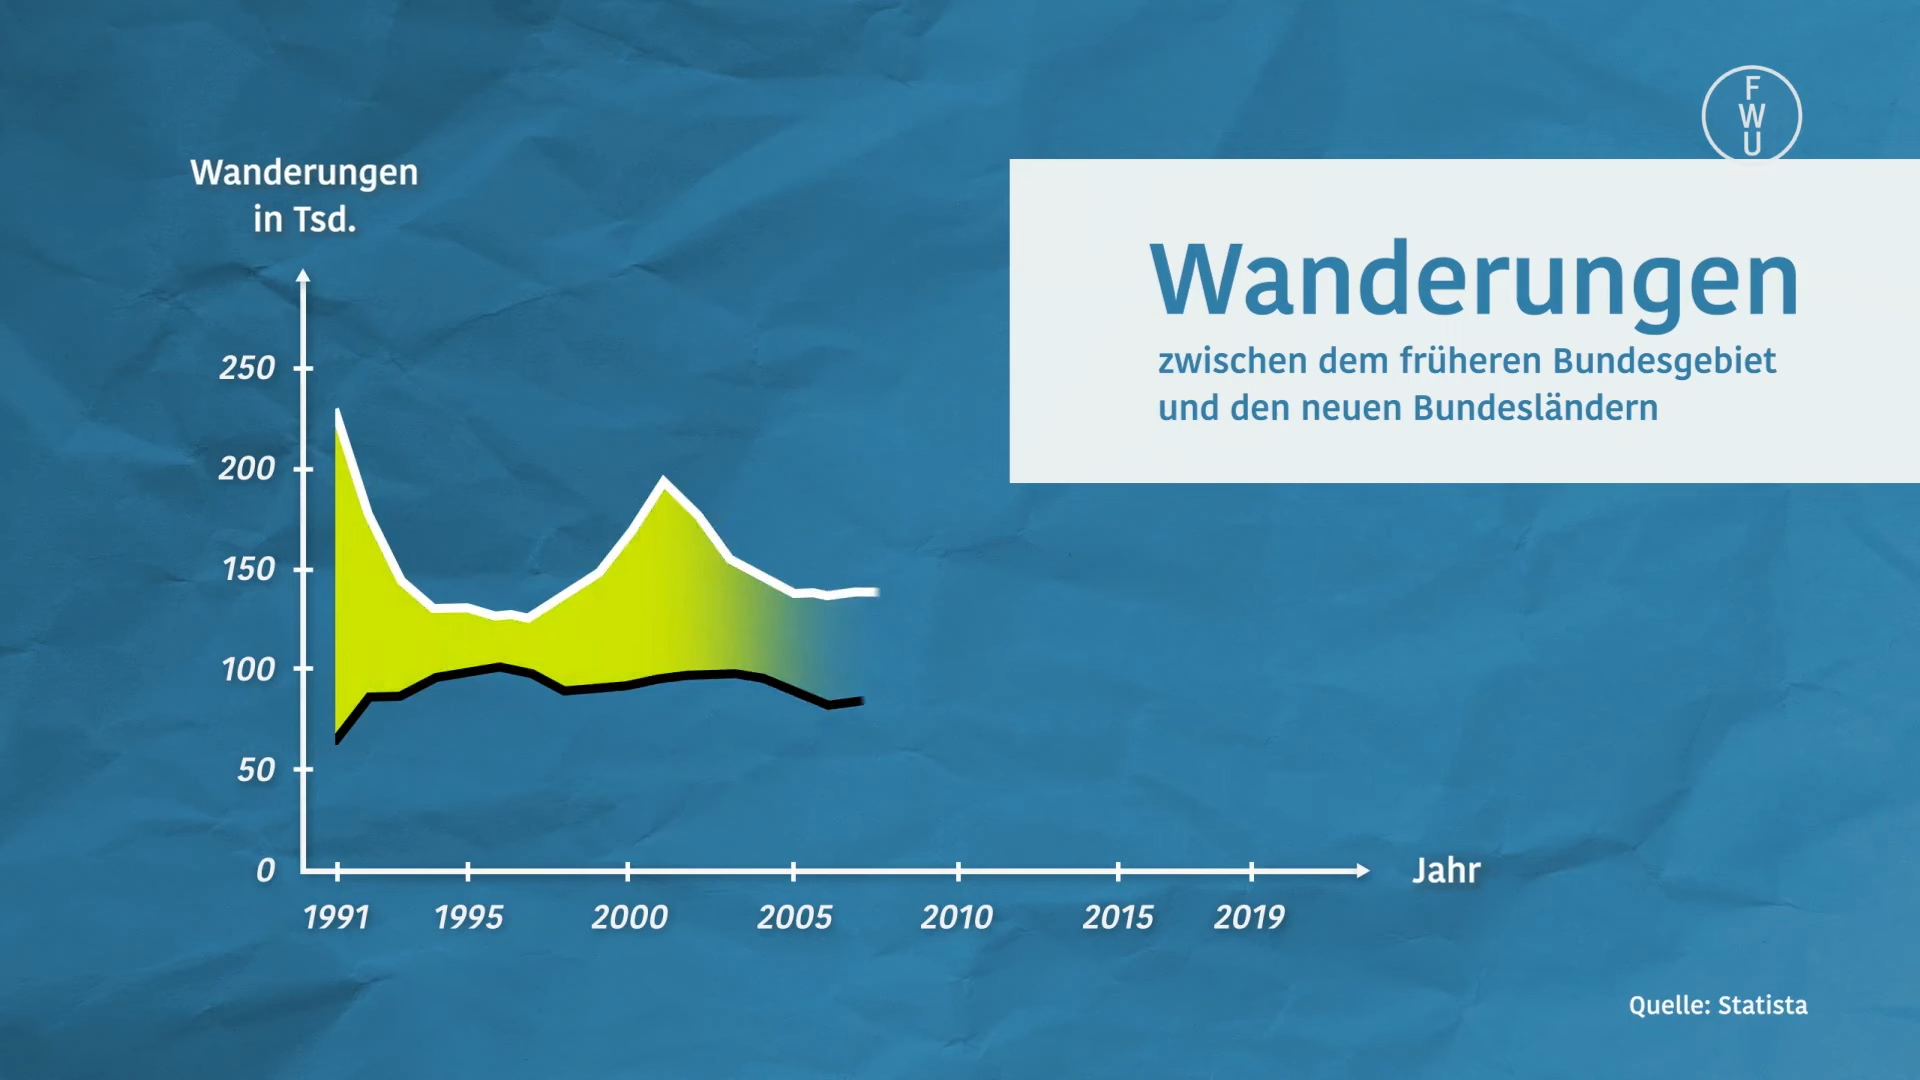 F
W
U
Wanderungen
in Tsd.
Wanderungen
zwischen dem früheren Bundesgebiet
und den neuen Bundesländern
250
200
150
100
50
0
Jahr
1991 1995 2000 2005 2010 2015 2019
Quelle: Statista